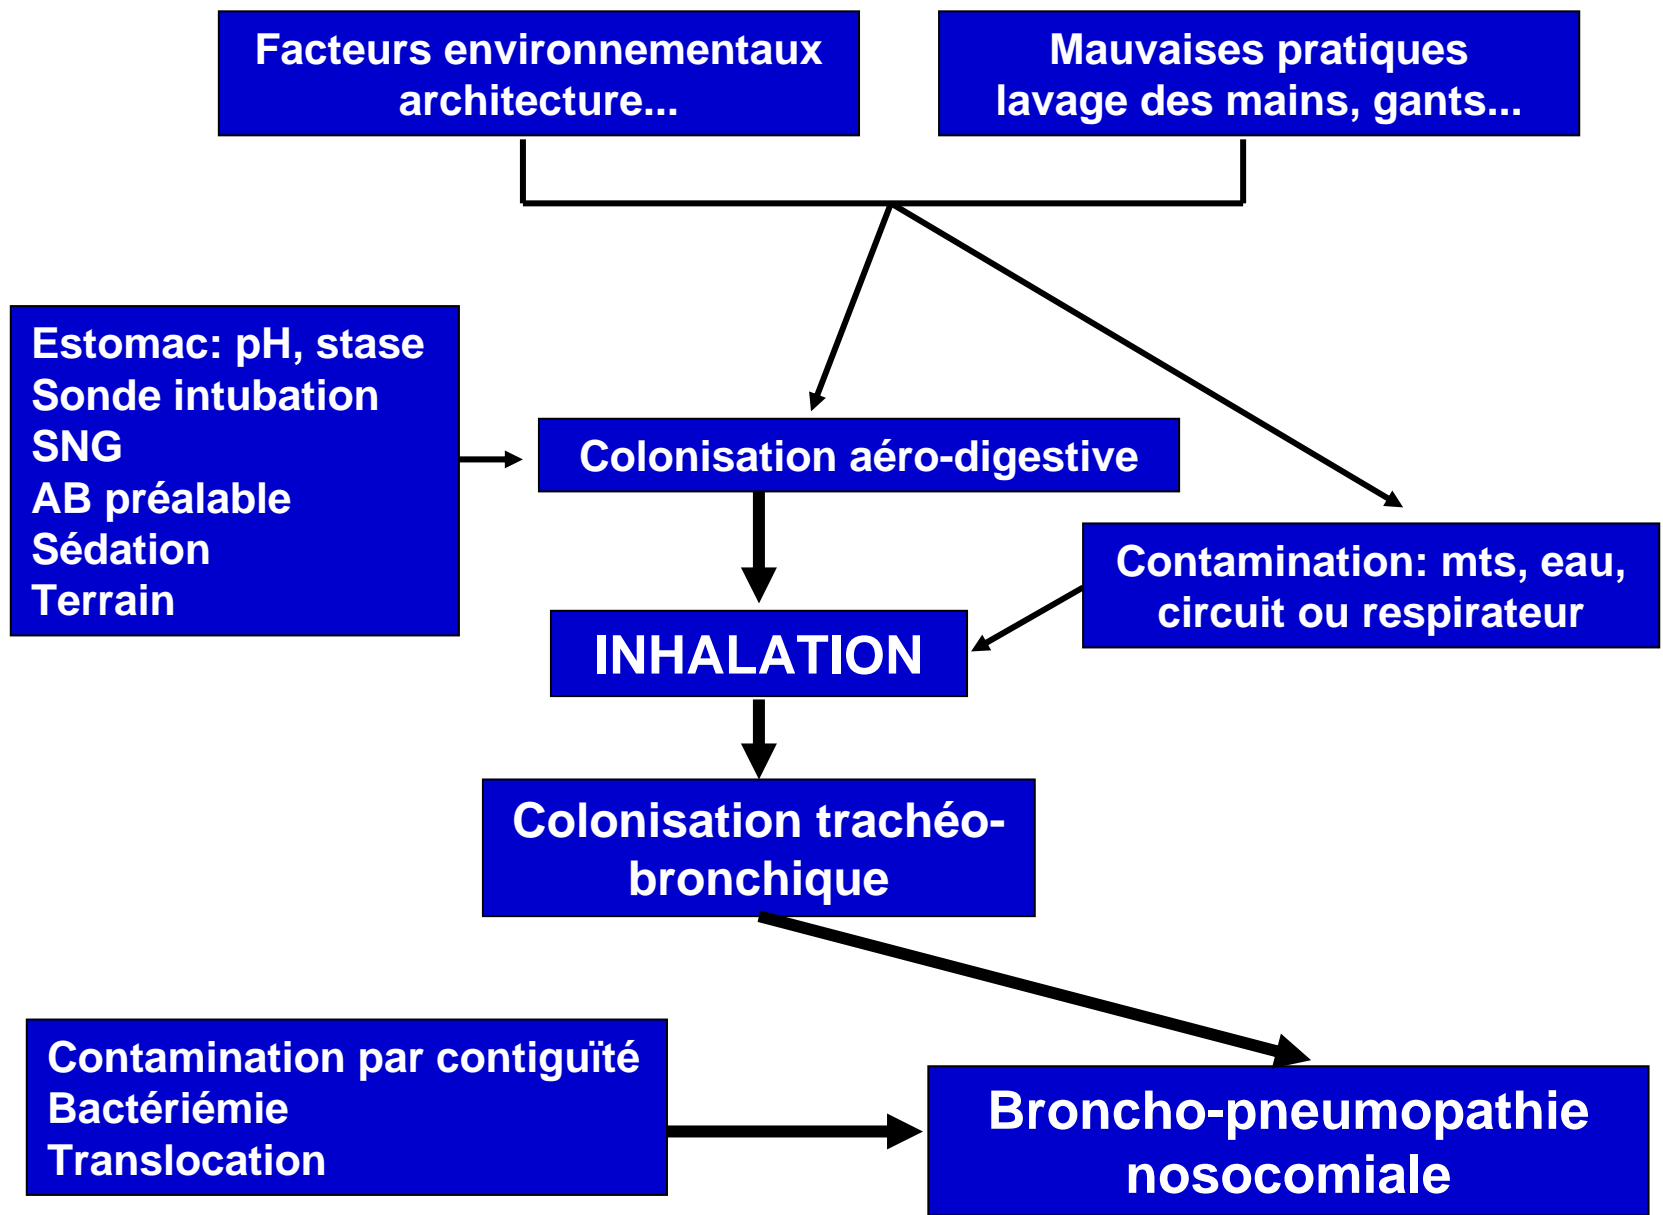 Facteurs environnementaux
architecture...
Mauvaises pratiques
lavage des mains, gants...
Estomac: pH, stase
Sonde intubation
SNG
AB préalable
Sédation
Terrain
Colonisation aéro-digestive
Contamination: mts, eau,
circuit ou respirateur
INHALATION
Colonisation trachéo-
bronchique
Contamination par contiguïté
Bactériémie
Translocation
Broncho-pneumopathie
nosocomiale